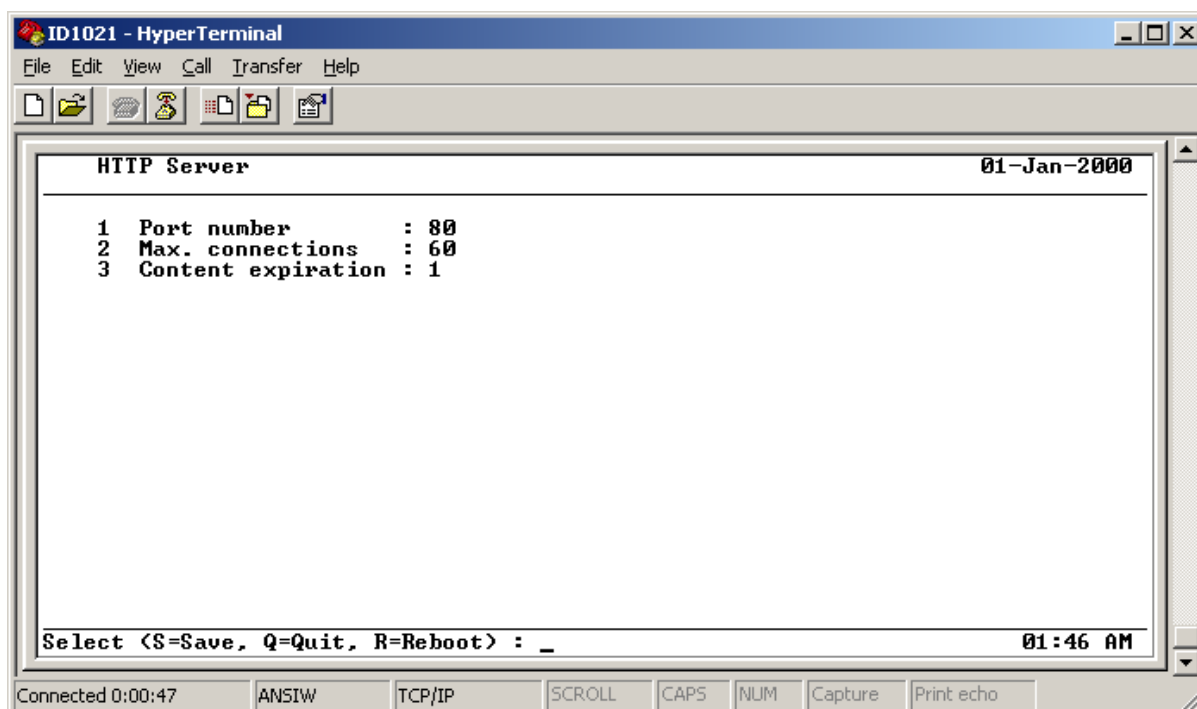 ID1021 - HyperTerminal
File Edit View Call Transfer Help
HTTP Server 01-Jan-2000
1 Port number : 80
2 Max. connections : 60
3 Content expiration : 1
Select (S=Save, Q=Quit, R=Reboot) : _ 01:46 AM
Connected 0:00:47 ANSIW TCP/IP SCROLL CAPS NUM Capture Print echo